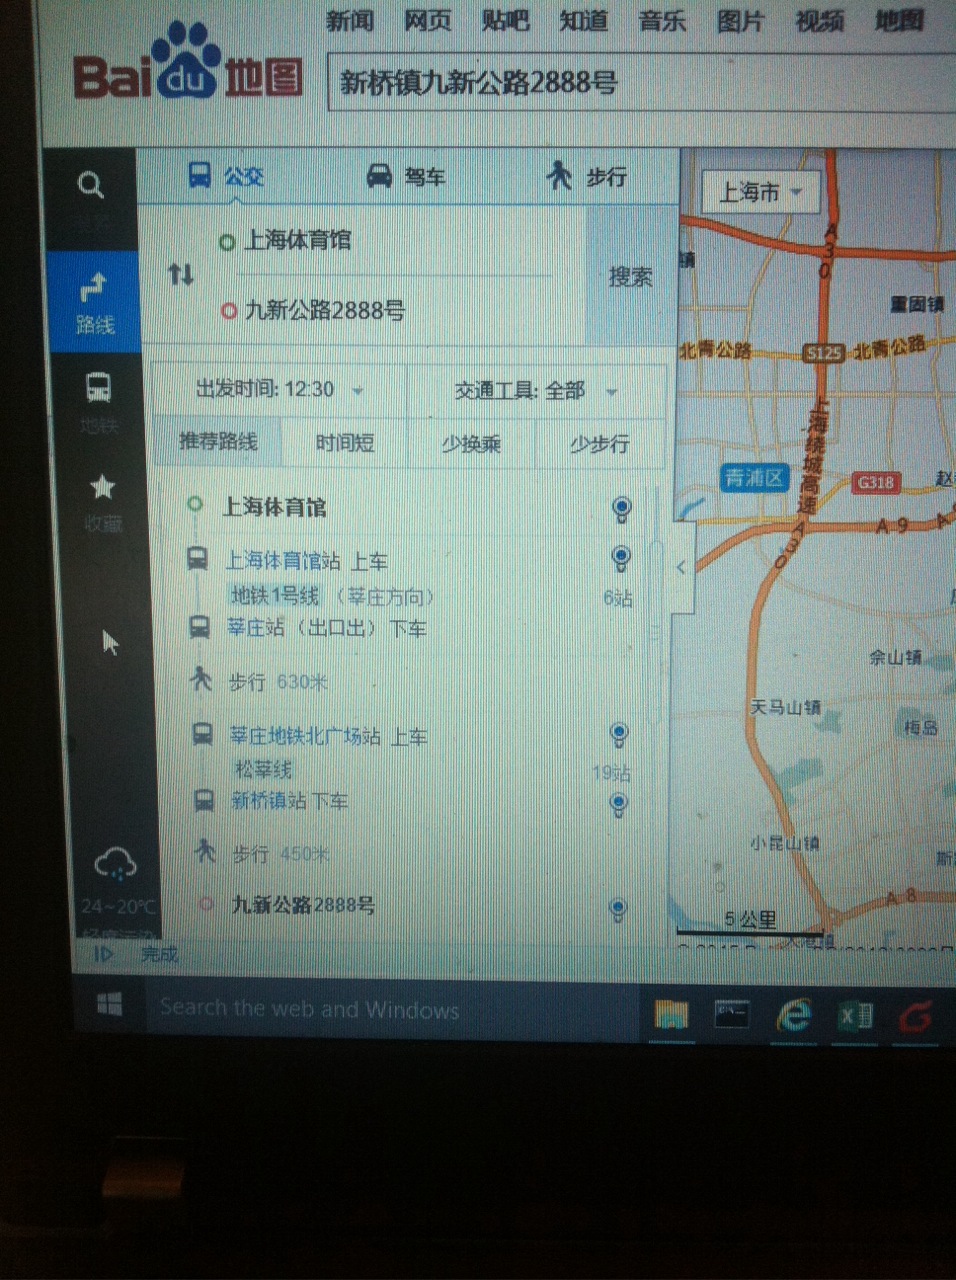 新闻 网页 贴吧 知道 音乐 图片 视频 地图
Bai du 地图
新桥镇九新公路2888号
公交 驾车 步行
上海市
上海体育馆
搜索
九新公路2888号
路线
出发时间: 12:30 交通工具: 全部
地铁
推荐路线 时间短 少换乘 少步行
收藏
上海体育馆
上海体育馆站 上车
地铁1号线 (莘庄方向) 6站
莘庄站 (出口出) 下车
步行 630米
莘庄地铁北广场站 上车
松莘线 19站
新桥镇站 下车
步行 450米
九新公路2888号
24~20℃
完成
镇
A30
重固镇
北青公路 S125 北青公路
上海绕城高速
青浦区
G318
赵
A9
A30
佘山镇
天马山镇
梅岛
小昆山镇
A8
5 公里
Search the web and Windows